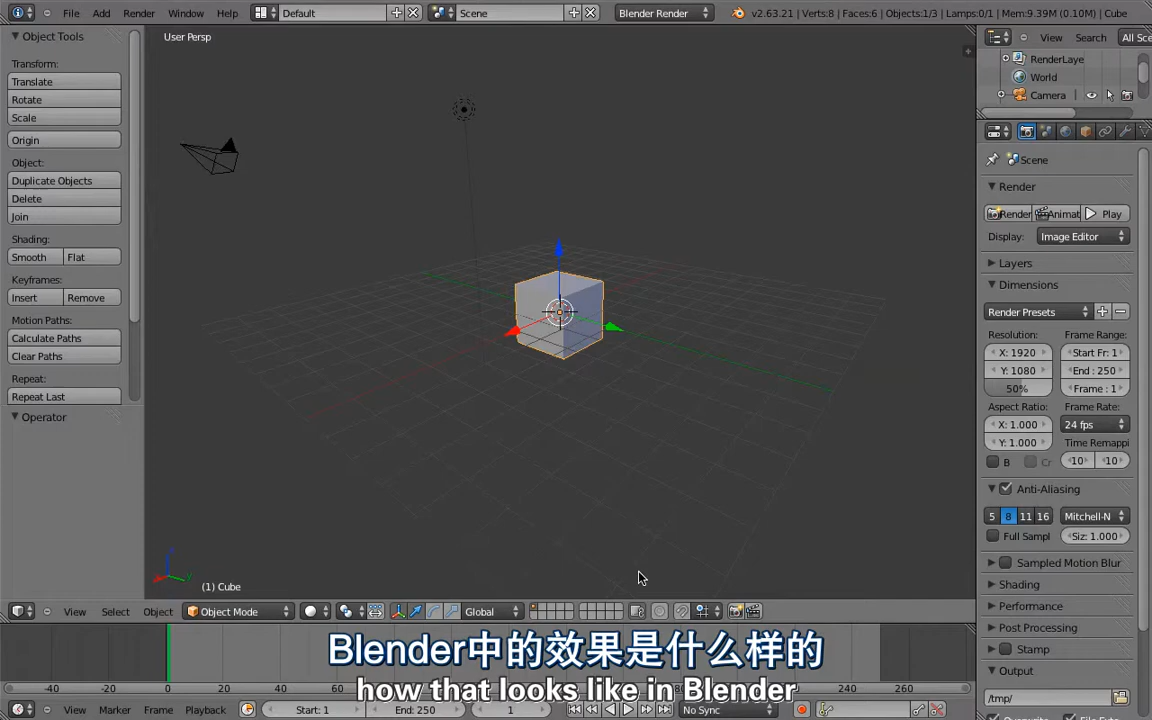 File Add Render Window Help Default Scene Blender Render v2.63.21 | Verts:8 | Faces:6 | Objects:1/3 | Lamps:0/1 | Mem:9.39M (0.10M) | Cube
Object Tools
Transform:
Translate
Rotate
Scale
Origin
Object:
Duplicate Objects
Delete
Join
Shading:
Smooth Flat
Keyframes:
Insert Remove
Motion Paths:
Calculate Paths
Clear Paths
Repeat:
Repeat Last
Operator
User Persp
(1) Cube
View Search All Sce
RenderLaye
World
Camera
Scene
Render
Render Animat Play
Display: Image Editor
Layers
Dimensions
Render Presets
Resolution: Frame Range:
X: 1920 Start Fr: 1
Y: 1080 End : 250
50% Frame : 1
Aspect Ratio: Frame Rate:
X: 1.000 24 fps
Y: 1.000 Time Remappi
B Cr 10 10
Anti-Aliasing
5 8 11 16 Mitchell-N
Full Sampl Siz: 1.000
Sampled Motion Blur
Shading
Performance
Post Processing
Stamp
Output
/tmp/
View Select Object Object Mode Global
Blender中的效果是什么样的
how that looks like in Blender
-40 -20 0 20 240 260
View Marker Frame Playback Start: 1 End: 250 1 No Sync